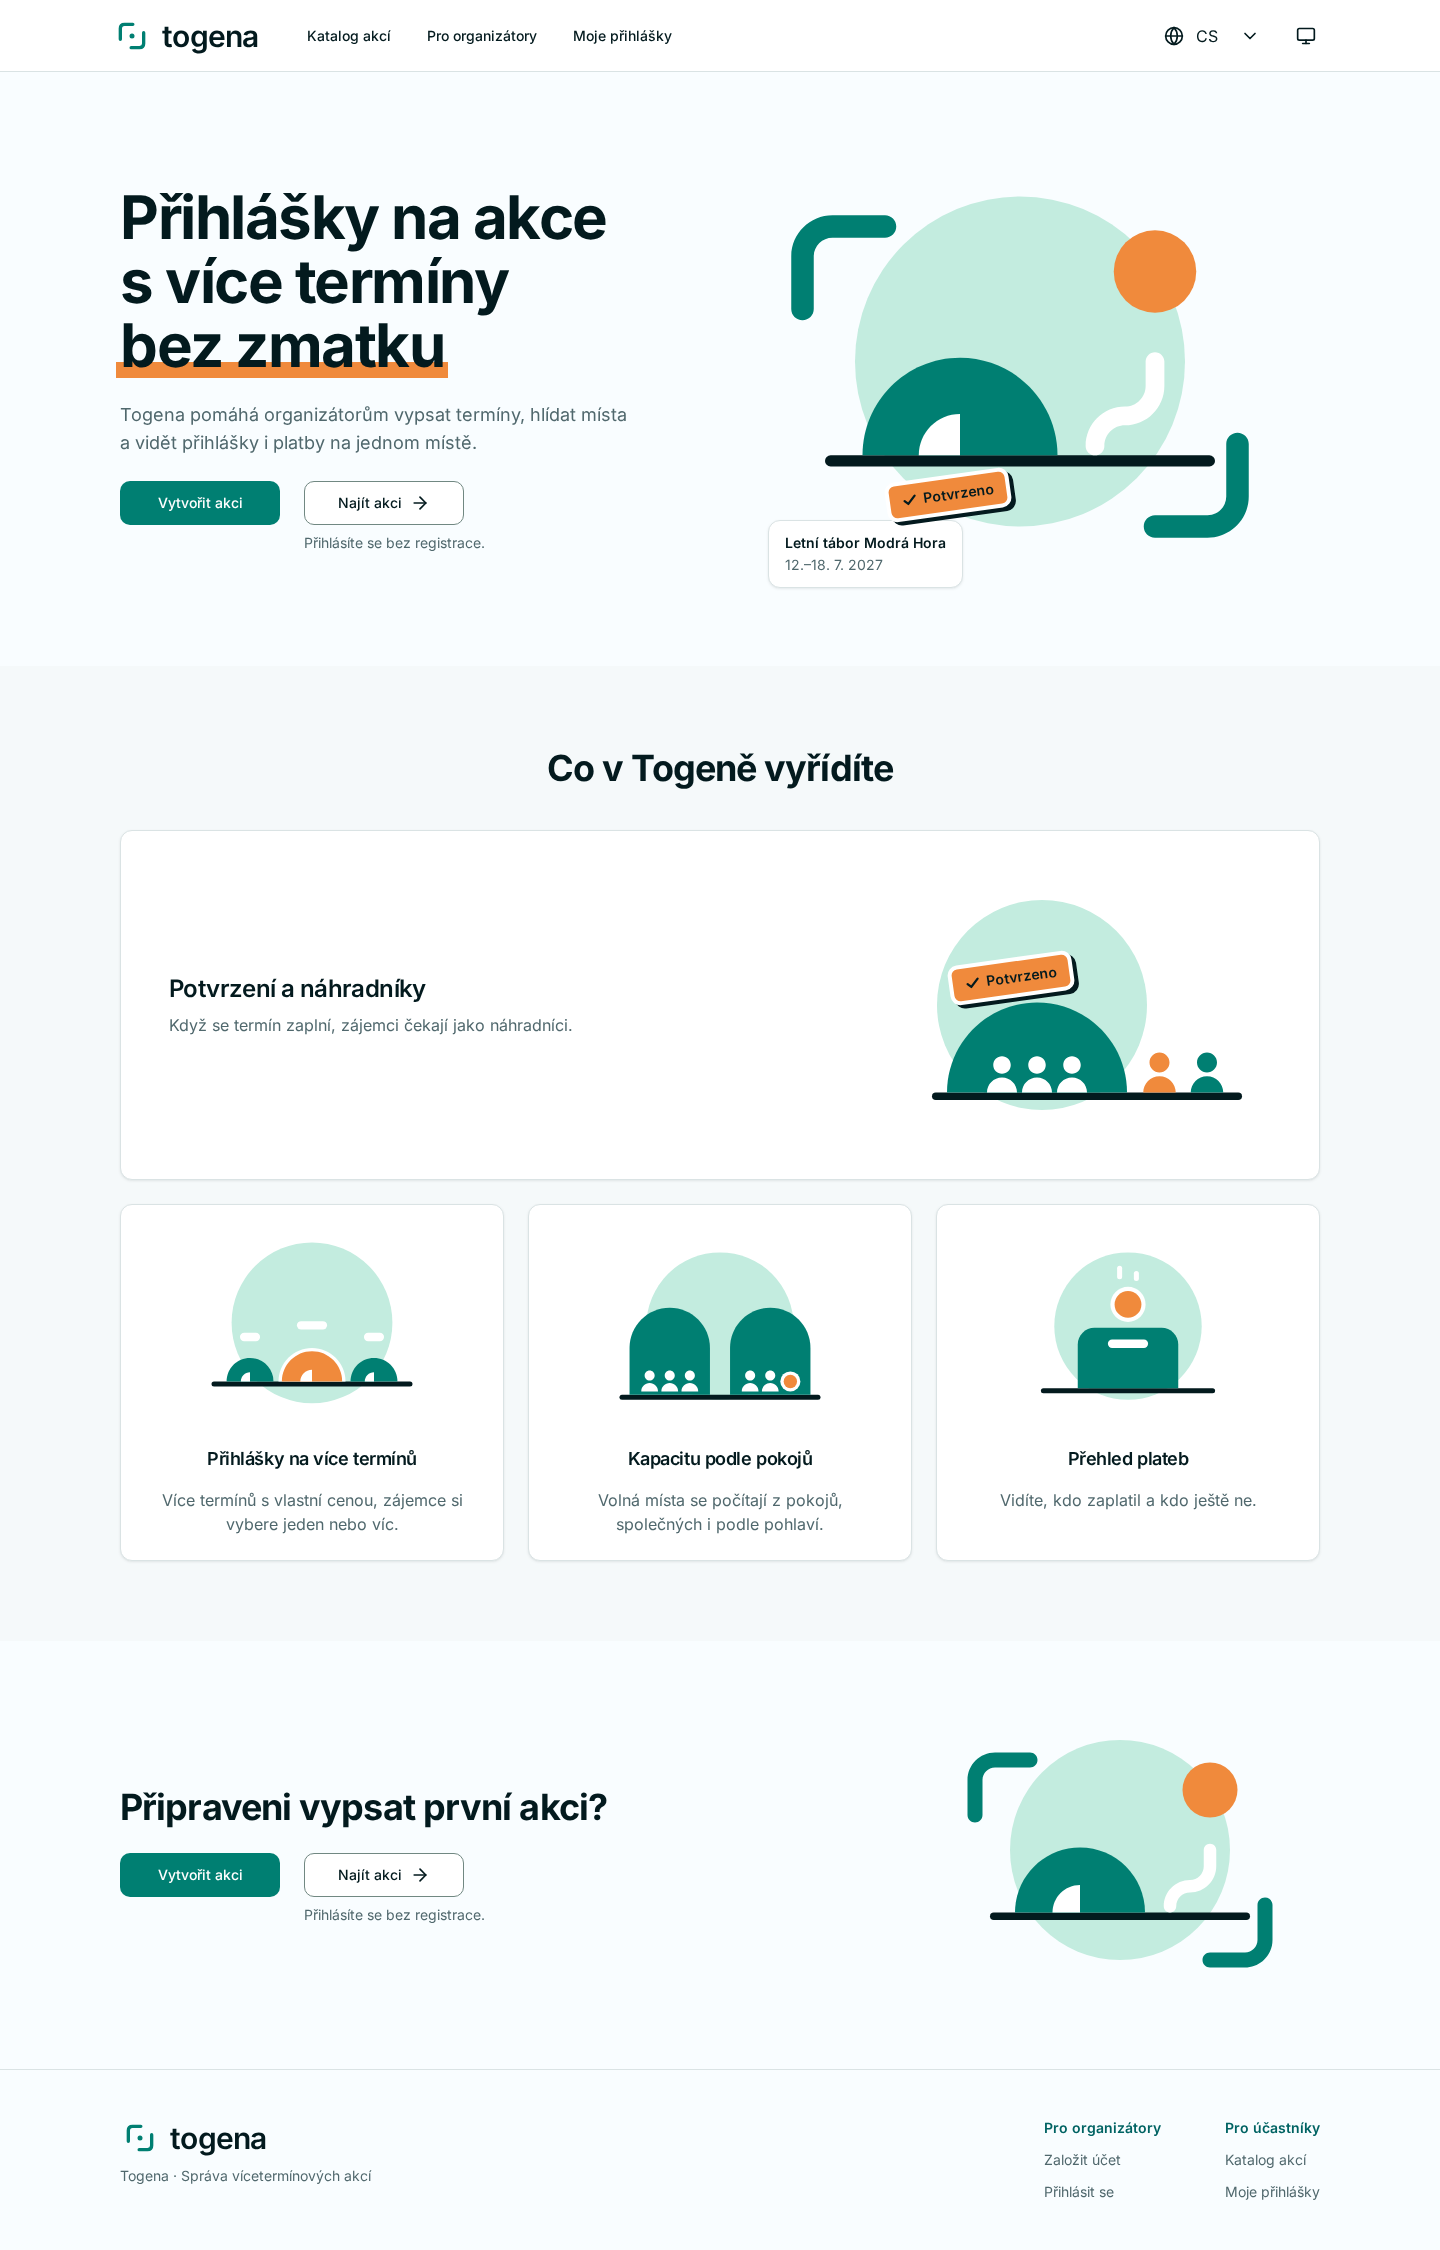 togena
Katalog akcí
Pro organizátory
Moje přihlášky
CS
Přihlášky na akce
s více termíny
bez zmatku
Togena pomáhá organizátorům vypsat termíny, hlídat místa
a vidět přihlášky i platby na jednom místě.
Vytvořit akci
Najít akci
Přihlásíte se bez registrace.
Potvrzeno
Letní tábor Modrá Hora
12.–18. 7. 2027
Co v Togeně vyřídíte
Potvrzení a náhradníky
Když se termín zaplní, zájemci čekají jako náhradníci.
Potvrzeno
Přihlášky na více termínů
Více termínů s vlastní cenou, zájemce si
vybere jeden nebo víc.
Kapacitu podle pokojů
Volná místa se počítají z pokojů,
společných i podle pohlaví.
Přehled plateb
Vidíte, kdo zaplatil a kdo ještě ne.
Připraveni vypsat první akci?
Vytvořit akci
Najít akci
Přihlásíte se bez registrace.
togena
Togena · Správa vícetermínových akcí
Pro organizátory
Založit účet
Přihlásit se
Pro účastníky
Katalog akcí
Moje přihlášky